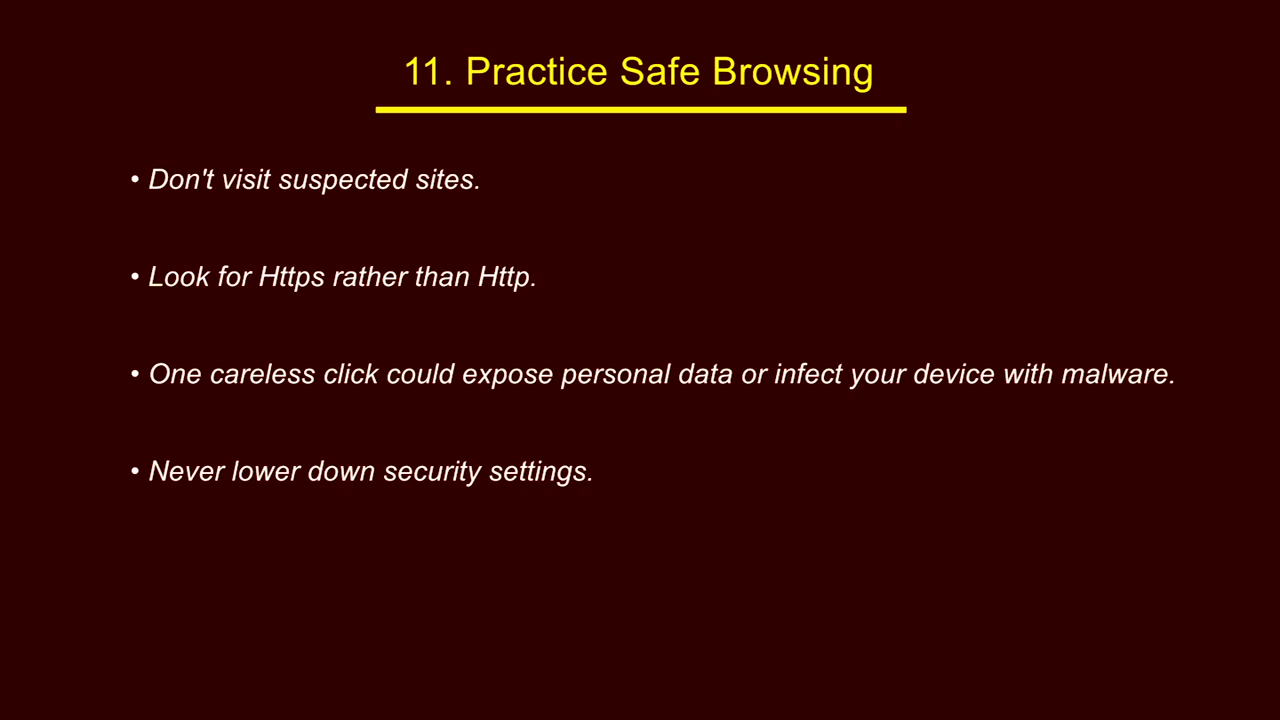 11. Practice Safe Browsing
• Don't visit suspected sites.
• Look for Https rather than Http.
• One careless click could expose personal data or infect your device with malware.
• Never lower down security settings.